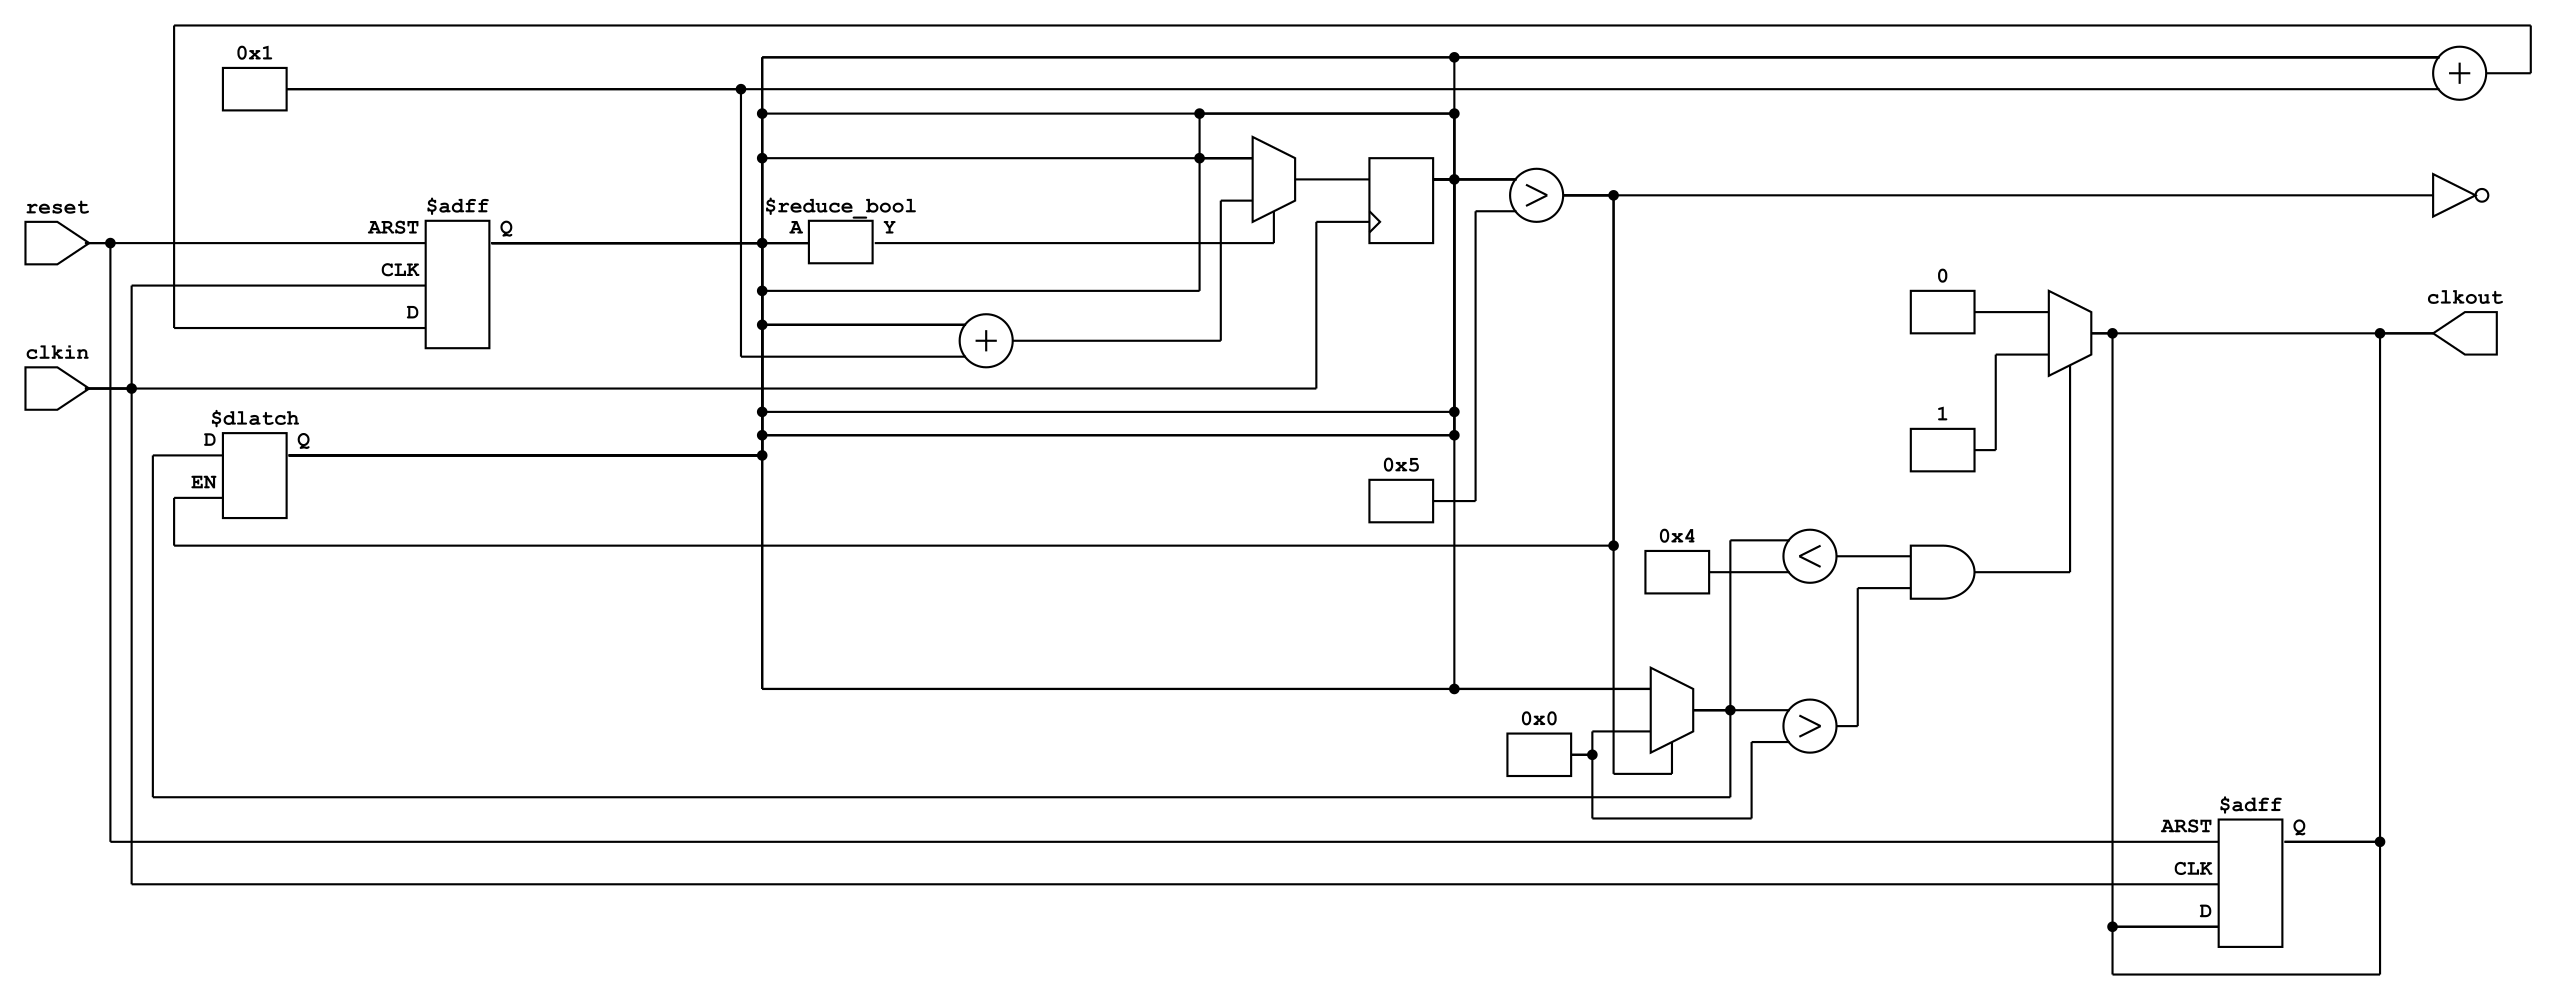 0x1
reset
$adff
ARST
Q
CLK
D
$reduce_bool
A
Y
>
+
+
0
clkout
1
clkin
$dlatch
D
Q
EN
0x5
0x4
<
0x0
>
$adff
ARST
Q
CLK
D